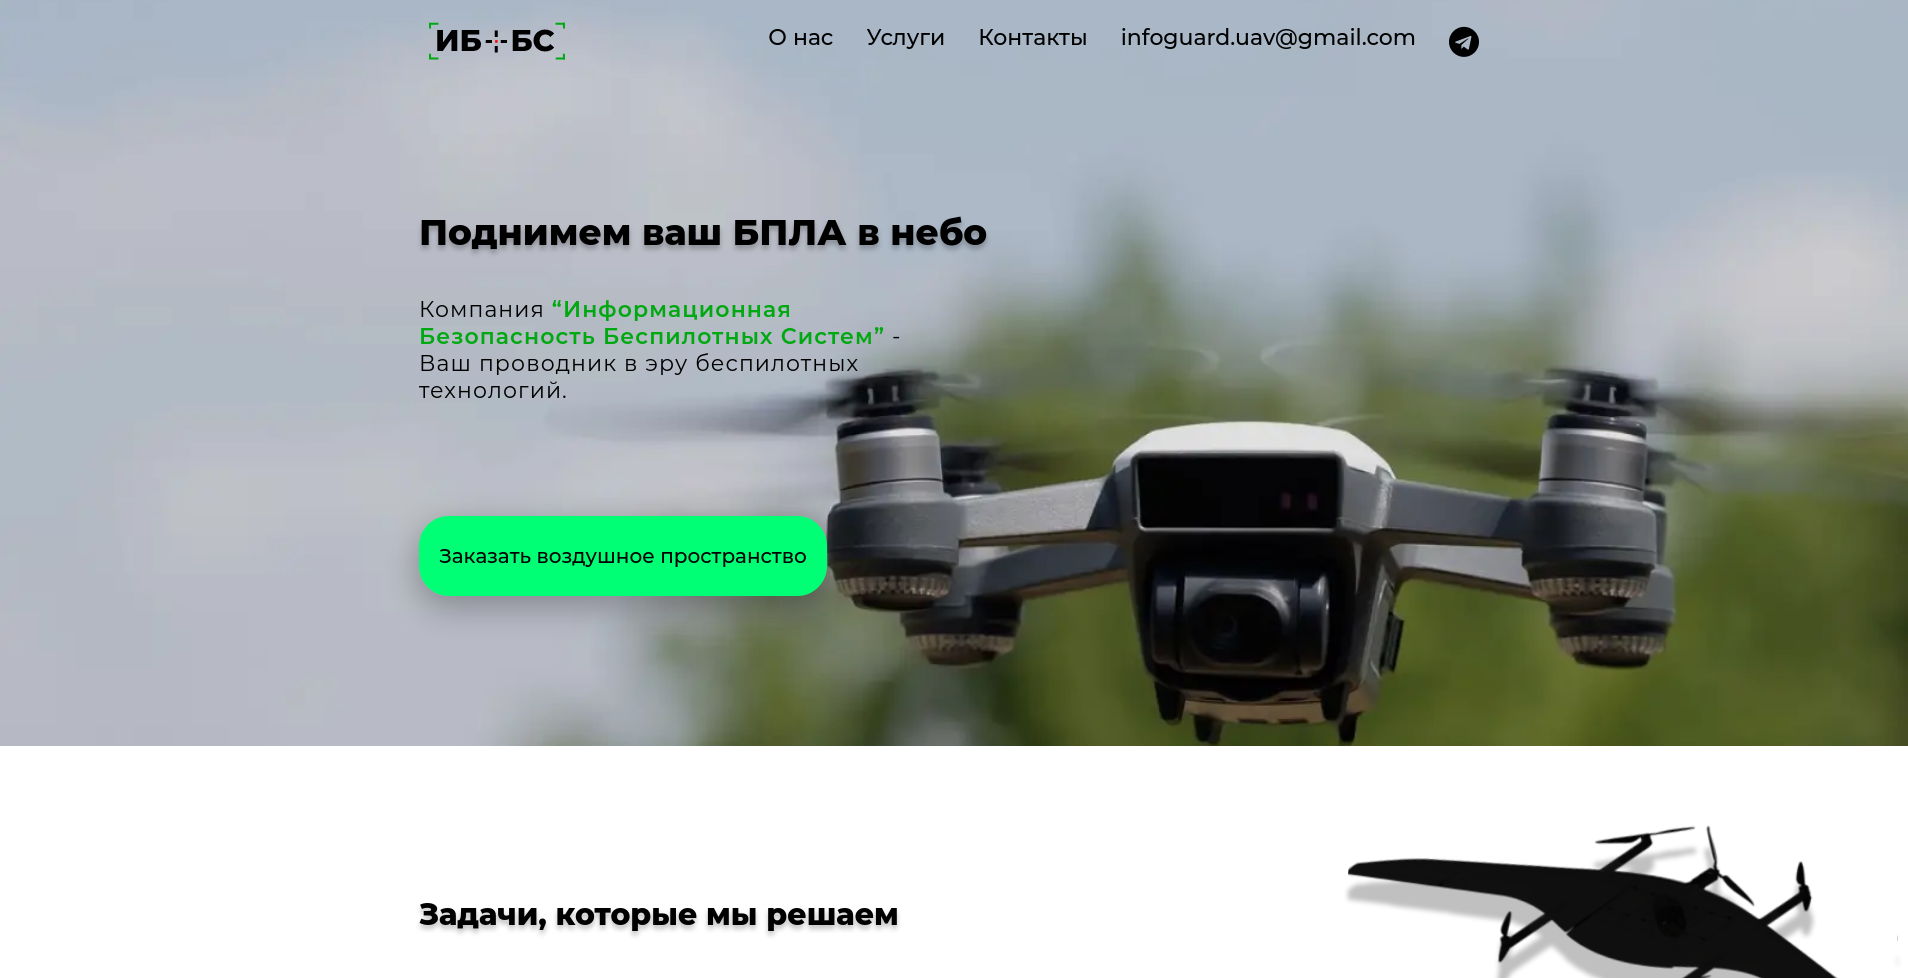 ИБ БС
О нас
Услуги
Контакты
infoguard.uav@gmail.com
Поднимем ваш БПЛА в небо
Компания “Информационная
Безопасность Беспилотных Систем” -
Ваш проводник в эру беспилотных
технологий.
Заказать воздушное пространство
Задачи, которые мы решаем